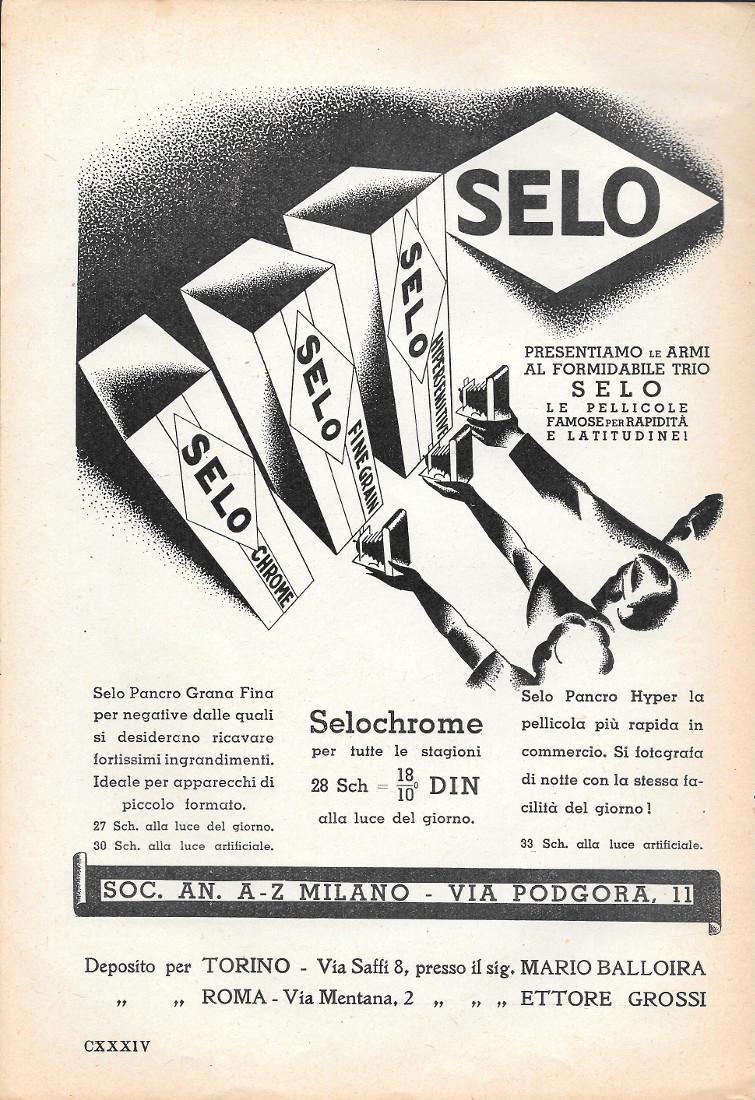 SELO
SELO
HYPERSENSITIVE
SELO
FINE GRAIN
SELO
CHROME
PRESENTIAMO LE ARMI
AL FORMIDABILE TRIO
SELO
LE PELLICOLE
FAMOSE PER RAPIDITÀ
E LATITUDINE!
Selo Pancro Grana Fina
per negative dalle quali
si desiderano ricavare
fortissimi ingrandimenti.
Ideale per apparecchi di
piccolo formato.
27 Sch. alla luce del giorno.
30 Sch. alla luce artificiale.
Selochrome
per tutte le stagioni
28 Sch = 18/10° DIN
alla luce del giorno.
Selo Pancro Hyper la
pellicola più rapida in
commercio. Si fotografa
di notte con la stessa fa-
cilità del giorno!
33 Sch. alla luce artificiale.
SOC. AN. A-Z MILANO - VIA PODGORA, 11
Deposito per TORINO - Via Saffi 8, presso il sig. MARIO BALLOIRA
„ „ ROMA - Via Mentana, 2 „ „ „ ETTORE GROSSI
CXXXIV